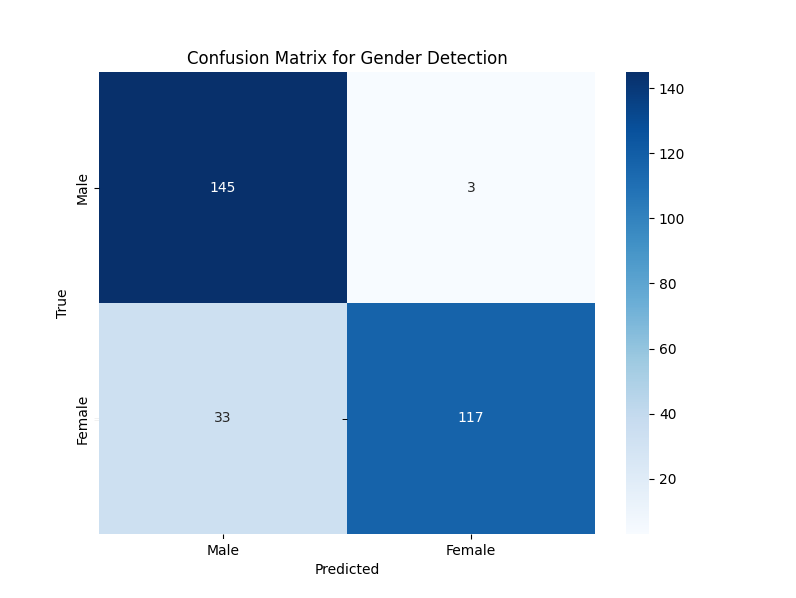 Confusion Matrix for Gender Detection
Male
145
3
140
120
100
80
60
40
20
True
Female
33
117
Male
Female
Predicted